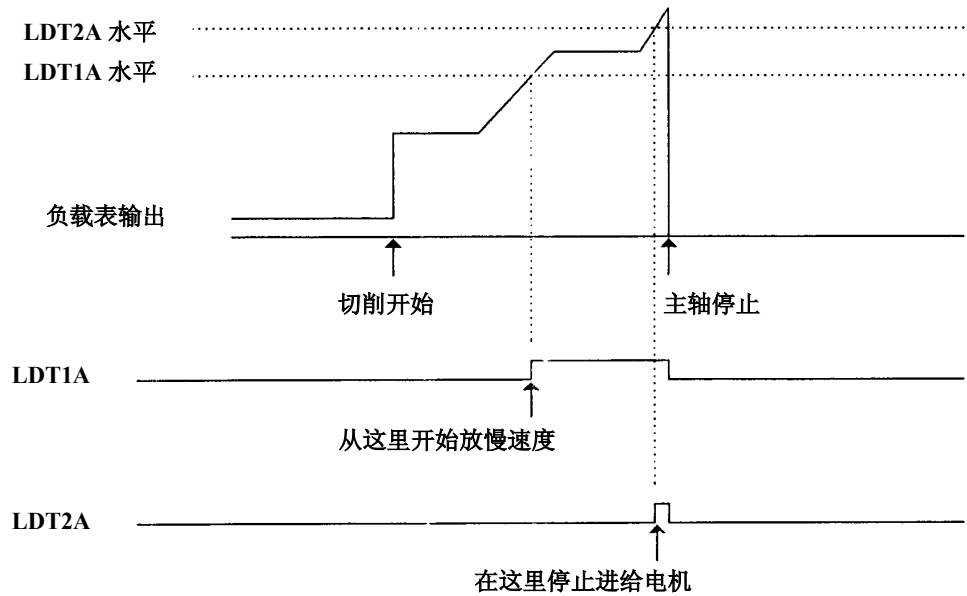 LDT2A 水平
LDT1A 水平
负载表输出
切削开始
主轴停止
LDT1A
从这里开始放慢速度
LDT2A
在这里停止进给电机